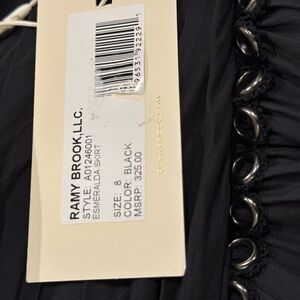 RAMY BROOK,LLC.
STYLE: A01246001
ESMERALDA SKIRT
SIZE: 8
COLOR: BLACK
MSRP: 325.00